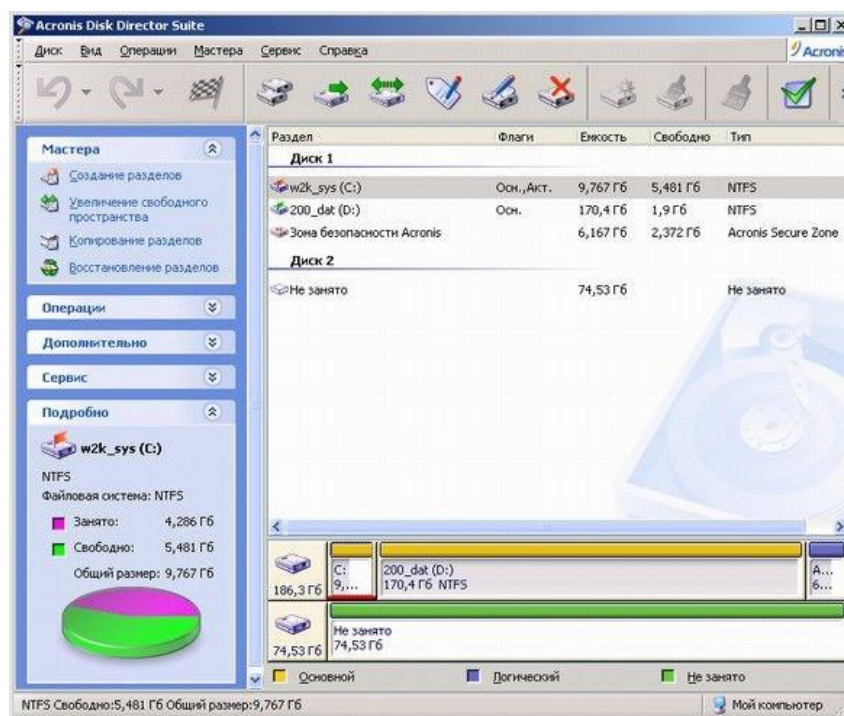 Acronis Disk Director Suite
Диск Вид Операции Мастера Сервис Справка
Acronis
Мастера
Создание разделов
Увеличение свободного
пространства
Копирование разделов
Восстановление разделов
Операции
Дополнительно
Сервис
Подробно
w2k_sys (C:)
NTFS
Файловая система: NTFS
Занято: 4,286 Гб
Свободно: 5,481 Гб
Общий размер: 9,767 Гб
Раздел Флаги Емкость Свободно Тип
Диск 1
w2k_sys (C:) Осн.,Акт. 9,767 Гб 5,481 Гб NTFS
200_dat (D:) Осн. 170,4 Гб 1,9 Гб NTFS
Зона безопасности Acronis 6,167 Гб 2,372 Гб Acronis Secure Zone
Диск 2
Не занято 74,53 Гб Не занято
186,3 Гб
C:
9,...
200_dat (D:)
170,4 Гб NTFS
A...
6...
74,53 Гб
Не занято
74,53 Гб
Основной Логический Не занято
NTFS Свободно:5,481 Гб Общий размер:9,767 Гб Мой компьютер